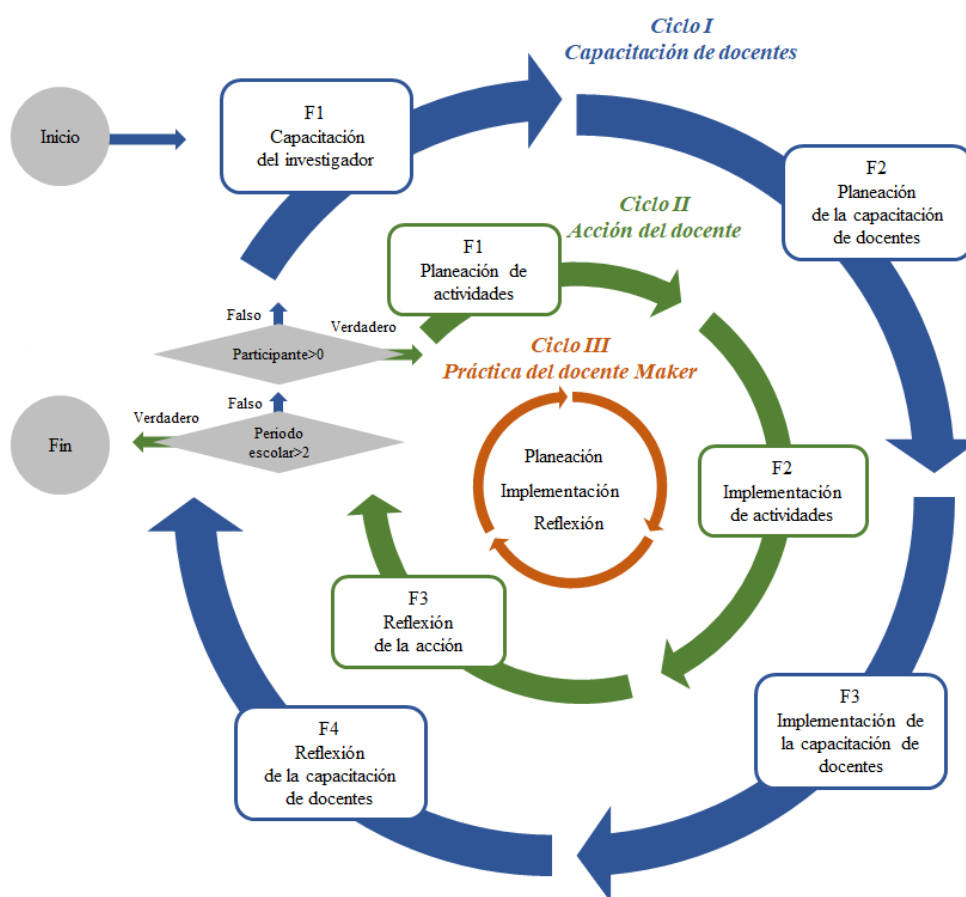 Ciclo I
Capacitación de docentes
Inicio
F1
Capacitación
del investigador
F2
Planeación
de la capacitación
de docentes
Ciclo II
Acción del docente
F1
Planeación de
actividades
Falso
Verdadero
Participante>0
Ciclo III
Práctica del docente Maker
Fin
Verdadero
Falso
Periodo
escolar>2
Planeación
Implementación
Reflexión
F2
Implementación
de actividades
F3
Reflexión
de la acción
F3
Implementación de
la capacitación de
docentes
F4
Reflexión
de la capacitación
de docentes